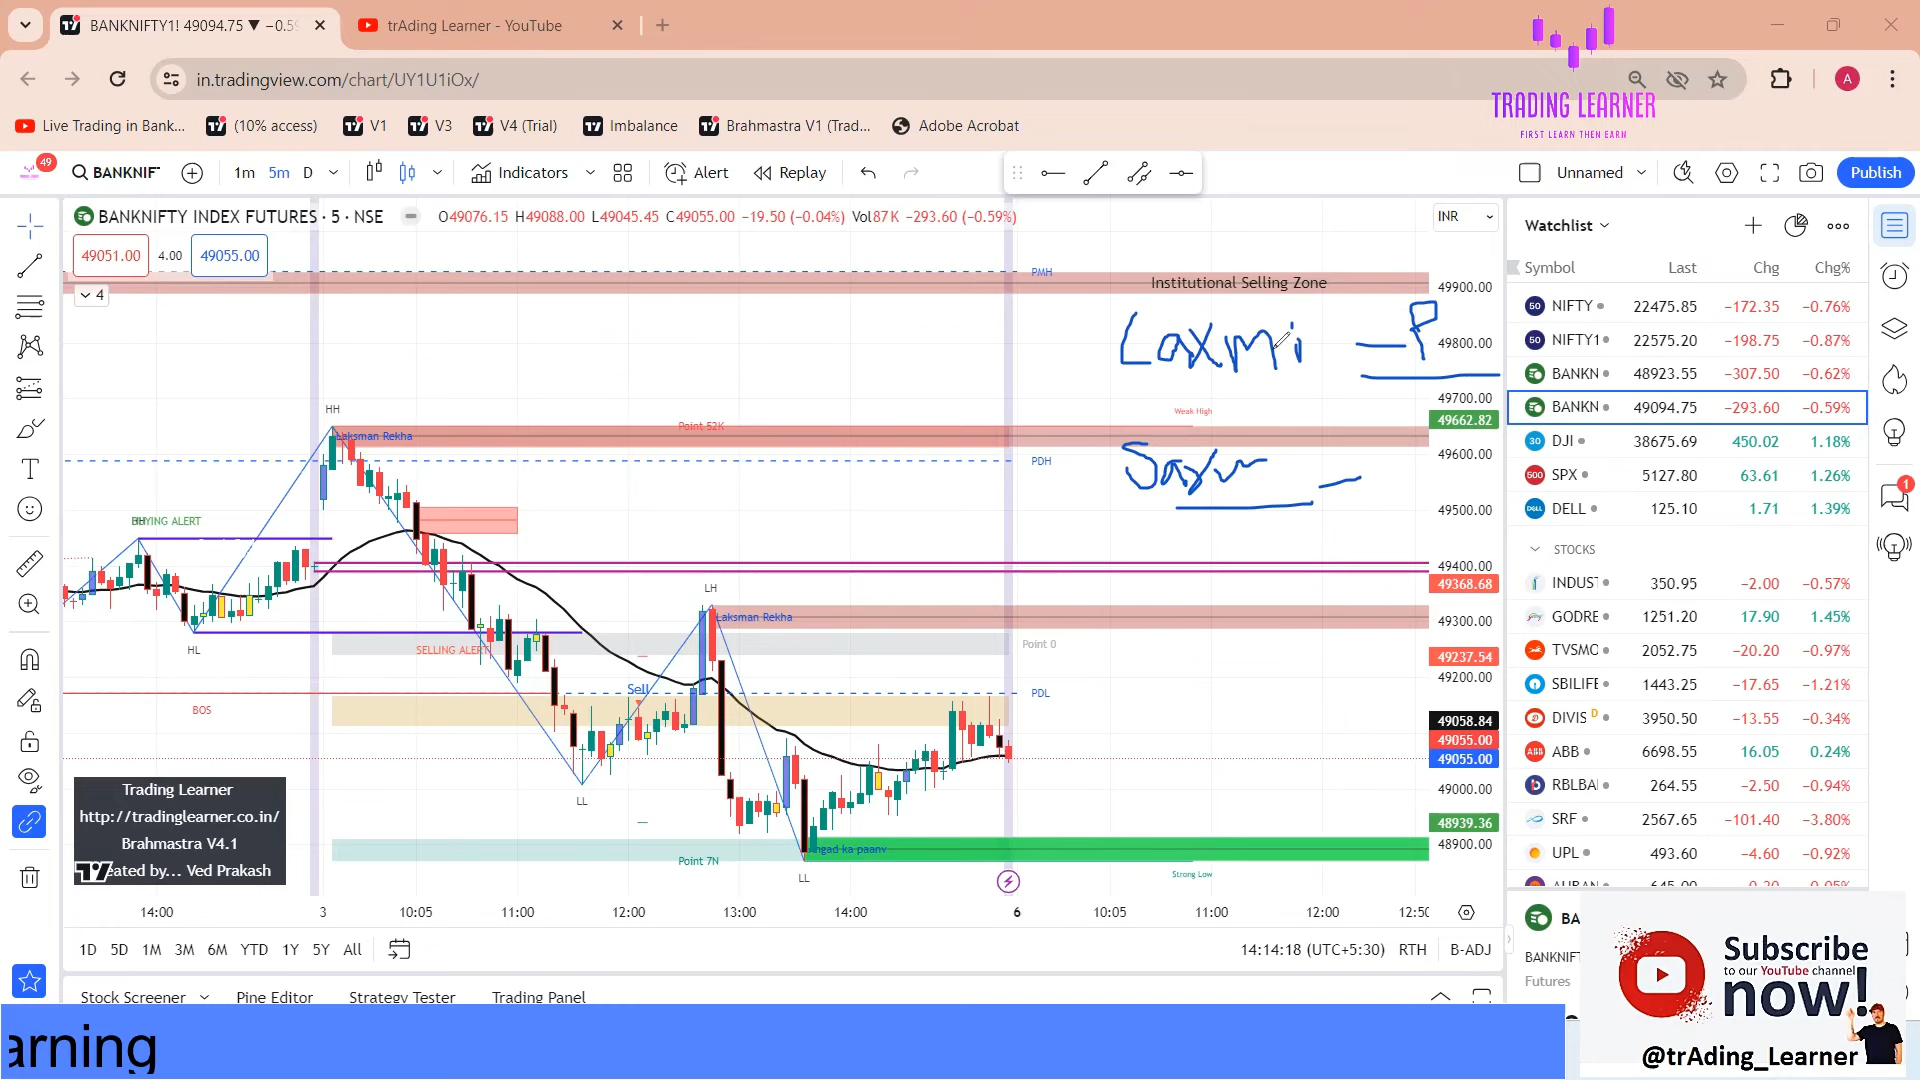 BANKNIFTY1! 49094.75 ▼ −0.59
trAding Learner - YouTube
in.tradingview.com/chart/UY1U1iOx/
A
TRADING LEARNER
FIRST LEARN THEN EARN
Live Trading in Bank...
(10% access)
V1
V3
V4 (Trial)
Imbalance
Brahmastra V1 (Trad...
Adobe Acrobat
49
BANKNIF
1m
5m
D
Indicators
Alert
Replay
Unnamed
Publish
BANKNIFTY INDEX FUTURES · 5 · NSE
O49076.15 H49088.00 L49045.45 C49055.00 −19.50 (−0.04%) Vol87K −293.60 (−0.59%)
INR
49051.00
4.00
49055.00
4
PMH
Institutional Selling Zone
Laxmi — P
HH
Laksman Rekha
Point 52K
Weak High
PDH
BUYING ALERT
HL
SELLING ALERT
BOS
Sell
LH
Laksman Rekha
Point 0
PDL
LL
LL
Point 7N
ngad ka paanv
Strong Low
49900.00
49800.00
49700.00
49662.82
49600.00
49500.00
49400.00
49368.68
49300.00
49237.54
49200.00
49058.84
49055.00
49055.00
49000.00
48939.36
48900.00
Trading Learner
http://tradinglearner.co.in/
Brahmastra V4.1
eated by... Ved Prakash
14:00
3
10:05
11:00
12:00
13:00
14:00
6
10:05
11:00
12:00
12:50
1D
5D
1M
3M
6M
YTD
1Y
5Y
All
14:14:18 (UTC+5:30)
RTH
B-ADJ
Stock Screener
Pine Editor
Strategy Tester
Trading Panel
Watchlist
Symbol Last Chg Chg%
NIFTY 22475.85 −172.35 −0.76%
NIFTY1 22575.20 −198.75 −0.87%
BANKN 48923.55 −307.50 −0.62%
BANKN 49094.75 −293.60 −0.59%
DJI 38675.69 450.02 1.18%
SPX 5127.80 63.61 1.26%
DELL 125.10 1.71 1.39%
STOCKS
INDUS 350.95 −2.00 −0.57%
GODRE 1251.20 17.90 1.45%
TVSMO 2052.75 −20.20 −0.97%
SBILIFE 1443.25 −17.65 −1.21%
DIVIS D 3950.50 −13.55 −0.34%
ABB 6698.55 16.05 0.24%
RBLBA 264.55 −2.50 −0.94%
SRF 2567.65 −101.40 −3.80%
UPL 493.60 −4.60 −0.92%
BA
BANKNIF
Futures
1
Subscribe
to our YouTube channel
now!
@trAding_Learner
arning